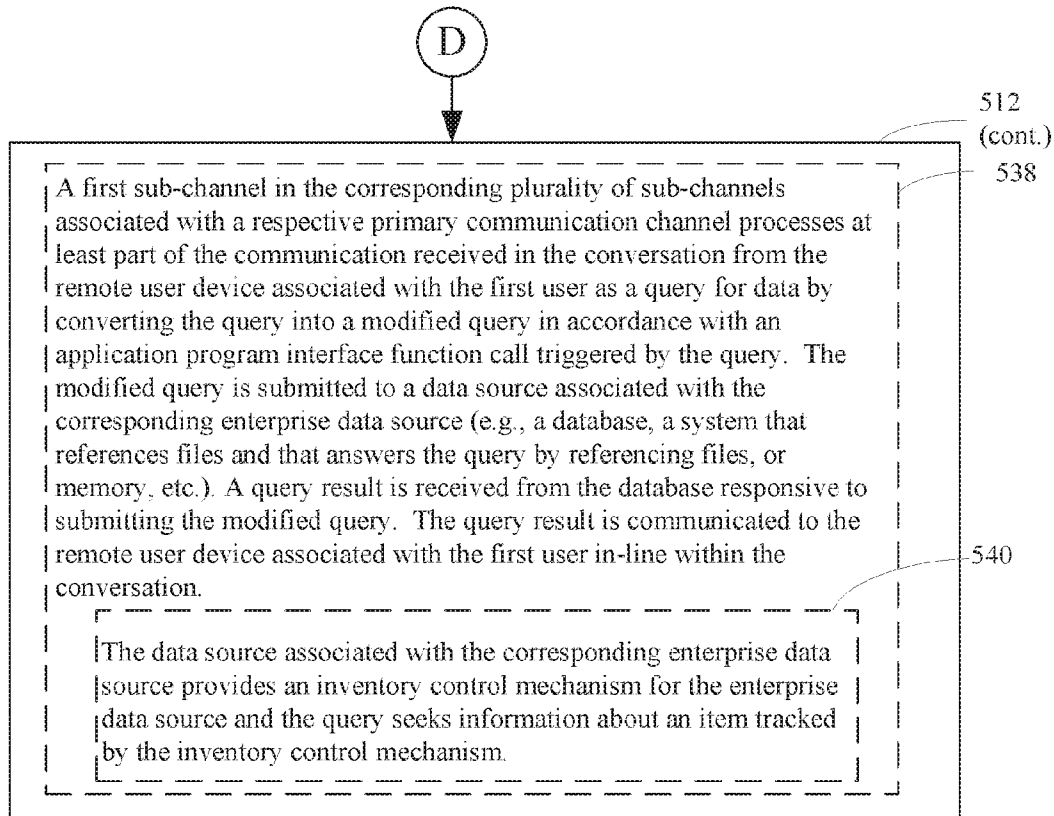 D
512
(cont.)
538
A first sub-channel in the corresponding plurality of sub-channels
associated with a respective primary communication channel processes at
least part of the communication received in the conversation from the
remote user device associated with the first user as a query for data by
converting the query into a modified query in accordance with an
application program interface function call triggered by the query. The
modified query is submitted to a data source associated with the
corresponding enterprise data source (e.g., a database, a system that
references files and that answers the query by referencing files, or
memory, etc.). A query result is received from the database responsive to
submitting the modified query. The query result is communicated to the
remote user device associated with the first user in-line within the
conversation.
540
The data source associated with the corresponding enterprise data
source provides an inventory control mechanism for the enterprise
data source and the query seeks information about an item tracked
by the inventory control mechanism.